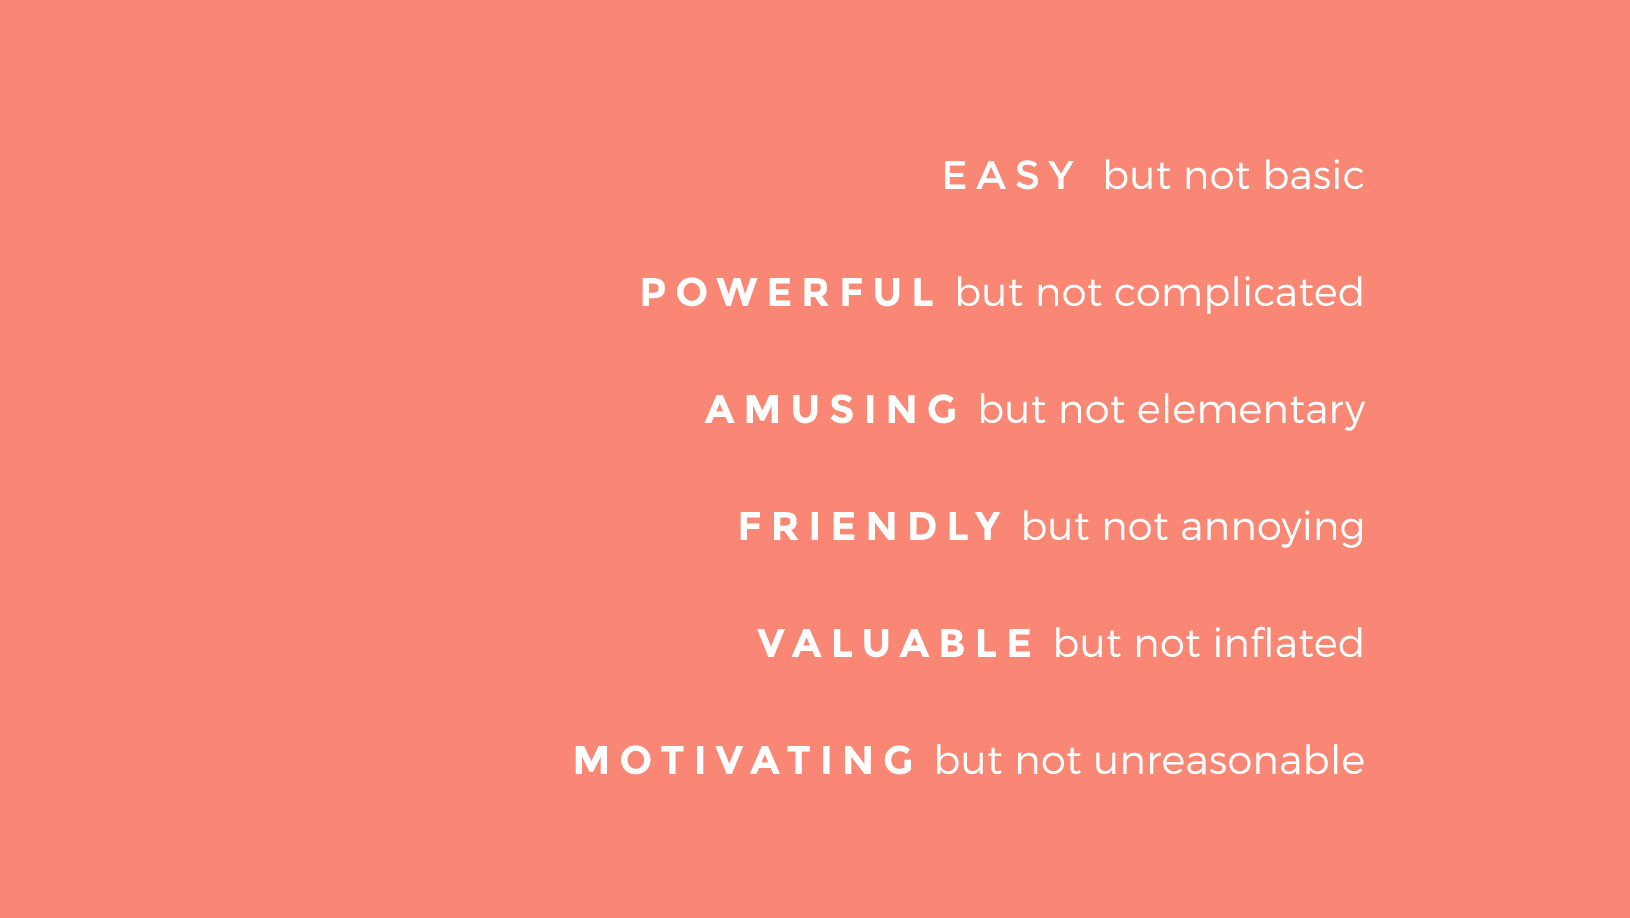 EASY but not basic
POWERFUL but not complicated
AMUSING but not elementary
FRIENDLY but not annoying
VALUABLE but not inflated
MOTIVATING but not unreasonable